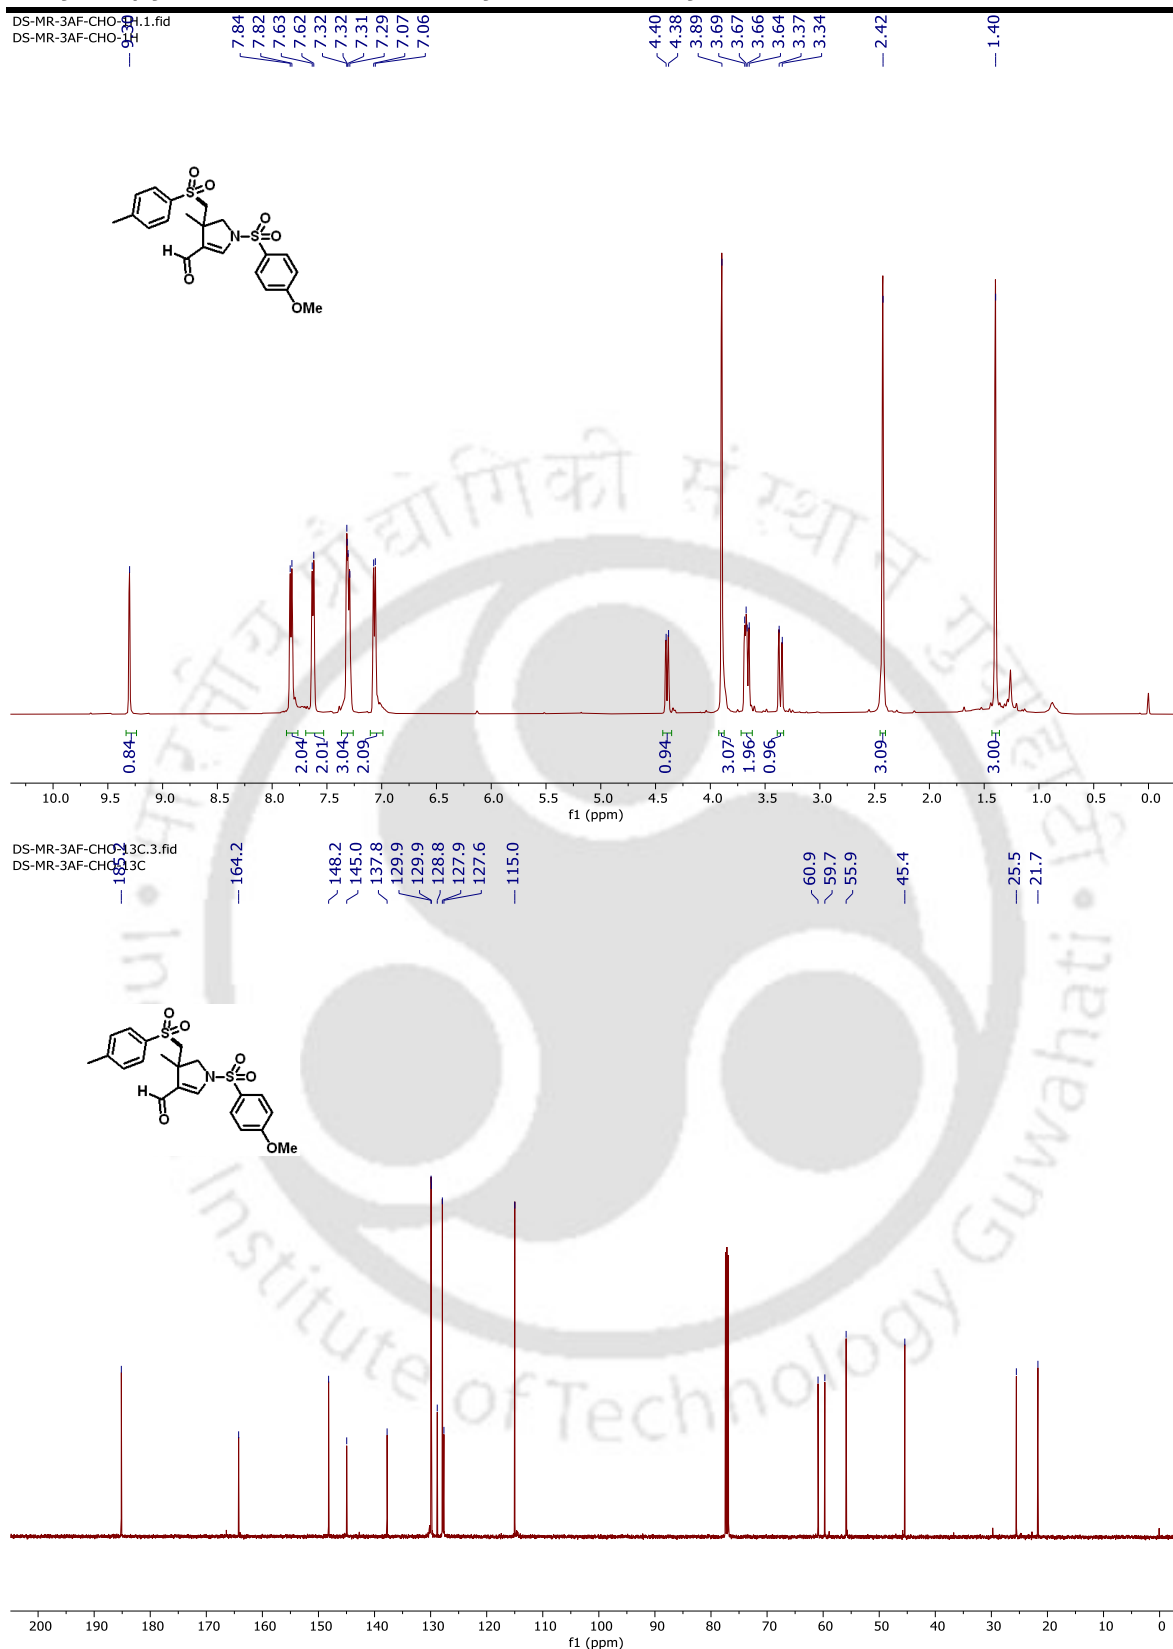 DS-MR-3AF-CHO-1H.1.fid
DS-MR-3AF-CHO-1H
9.30
7.84
7.82
7.63
7.62
7.32
7.32
7.31
7.29
7.07
7.06
4.40
4.38
3.89
3.69
3.67
3.66
3.64
3.37
3.34
2.42
1.40
O
S O
N S O
O
H
O
OMe
0.84
2.04
2.01
3.04
2.09
0.94
3.07
1.96
0.96
3.09
3.00
10.0 9.5 9.0 8.5 8.0 7.5 7.0 6.5 6.0 5.5 5.0 4.5 4.0 3.5 3.0 2.5 2.0 1.5 1.0 0.5 0.0
f1 (ppm)
DS-MR-3AF-CHO-13C.3.fid
DS-MR-3AF-CHO-13C
185.2
164.2
148.2
145.0
137.8
129.9
129.9
128.8
127.9
127.6
115.0
60.9
59.7
55.9
45.4
25.5
21.7
O
S O
N S O
O
H
O
OMe
200 190 180 170 160 150 140 130 120 110 100 90 80 70 60 50 40 30 20 10 0
f1 (ppm)
Institute of Technology Guwahati